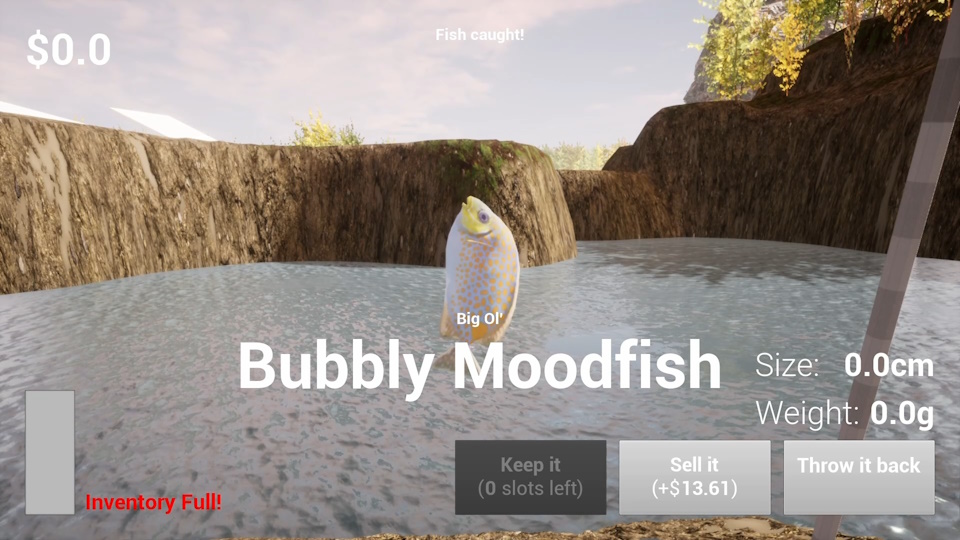 $0.0
Fish caught!
Big Ol'
Bubbly Moodfish
Size: 0.0cm
Weight: 0.0g
Keep it
(0 slots left)
Sell it
(+$13.61)
Throw it back
Inventory Full!